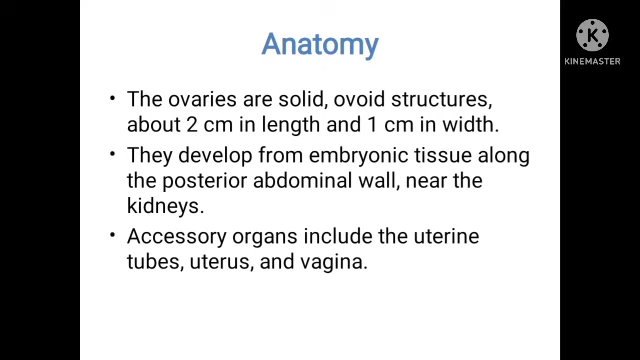 Anatomy
KINEMASTER
• The ovaries are solid, ovoid structures,
about 2 cm in length and 1 cm in width.
• They develop from embryonic tissue along
the posterior abdominal wall, near the
kidneys.
• Accessory organs include the uterine
tubes, uterus, and vagina.